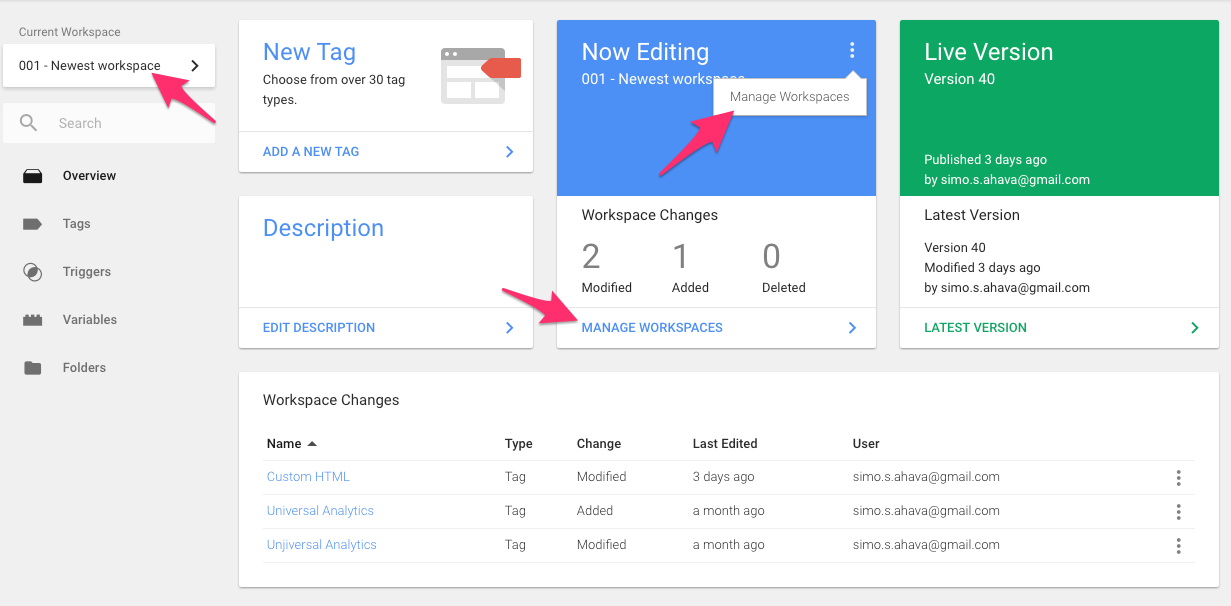 Current Workspace
001 - Newest workspace
Search
Overview
Tags
Triggers
Variables
Folders
New Tag
Choose from over 30 tag
types.
ADD A NEW TAG
Description
EDIT DESCRIPTION
Now Editing
001 - Newest workspace
Manage Workspaces
Workspace Changes
2 1 0
Modified Added Deleted
MANAGE WORKSPACES
Live Version
Version 40
Published 3 days ago
by simo.s.ahava@gmail.com
Latest Version
Version 40
Modified 3 days ago
by simo.s.ahava@gmail.com
LATEST VERSION
Workspace Changes
Name Type Change Last Edited User
Custom HTML Tag Modified 3 days ago simo.s.ahava@gmail.com
Universal Analytics Tag Added a month ago simo.s.ahava@gmail.com
Unjiversal Analytics Tag Modified a month ago simo.s.ahava@gmail.com